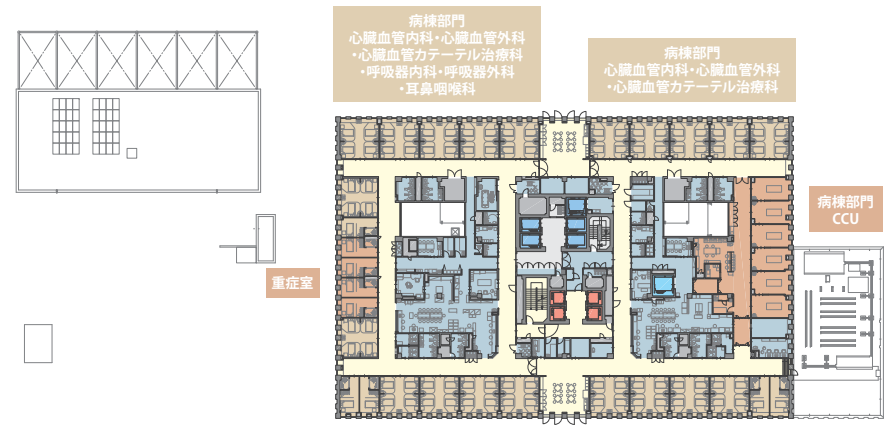 病棟部門
心臓血管内科・心臓血管外科
・心臓血管カテーテル治療科
・呼吸器内科・呼吸器外科
・耳鼻咽喉科
病棟部門
心臓血管内科・心臓血管外科
・心臓血管カテーテル治療科
病棟部門
CCU
重症室